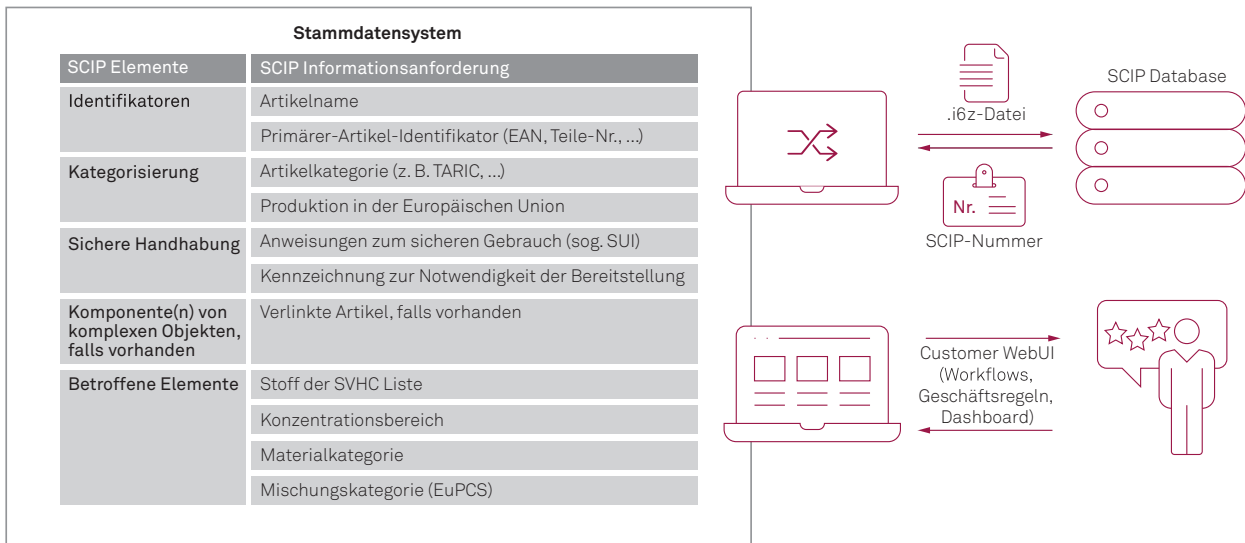 Stammdatensystem
SCIP Elemente
SCIP Informationsanforderung
Identifikatoren
Artikelname
Primärer-Artikel-Identifikator (EAN, Teile-Nr., ...)
Kategorisierung
Artikelkategorie (z. B. TARIC, ...)
Produktion in der Europäischen Union
Sichere Handhabung
Anweisungen zum sicheren Gebrauch (sog. SUI)
Kennzeichnung zur Notwendigkeit der Bereitstellung
Komponente(n) von
komplexen Objekten,
falls vorhanden
Verlinkte Artikel, falls vorhanden
Betroffene Elemente
Stoff der SVHC Liste
Konzentrationsbereich
Materialkategorie
Mischungskategorie (EuPCS)
.i6z-Datei
Nr.
SCIP-Nummer
SCIP Database
Customer WebUI
(Workflows,
Geschäftsregeln,
Dashboard)